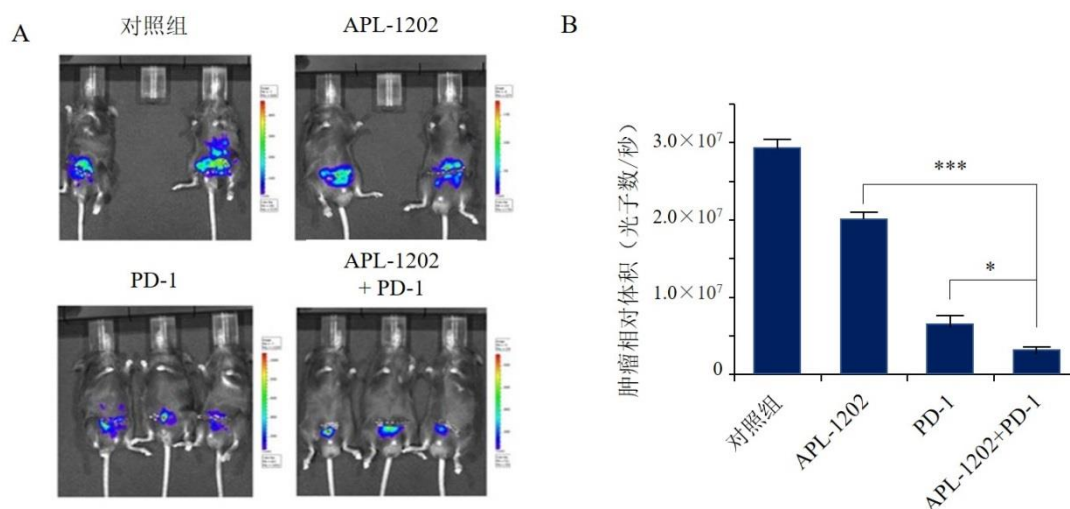 A
对照组
APL-1202
PD-1
APL-1202
+ PD-1
B
肿瘤相对体积（光子数/秒）
3.0×10⁷
2.0×10⁷
1.0×10⁷
0
***
*
对照组
APL-1202
PD-1
APL-1202+PD-1